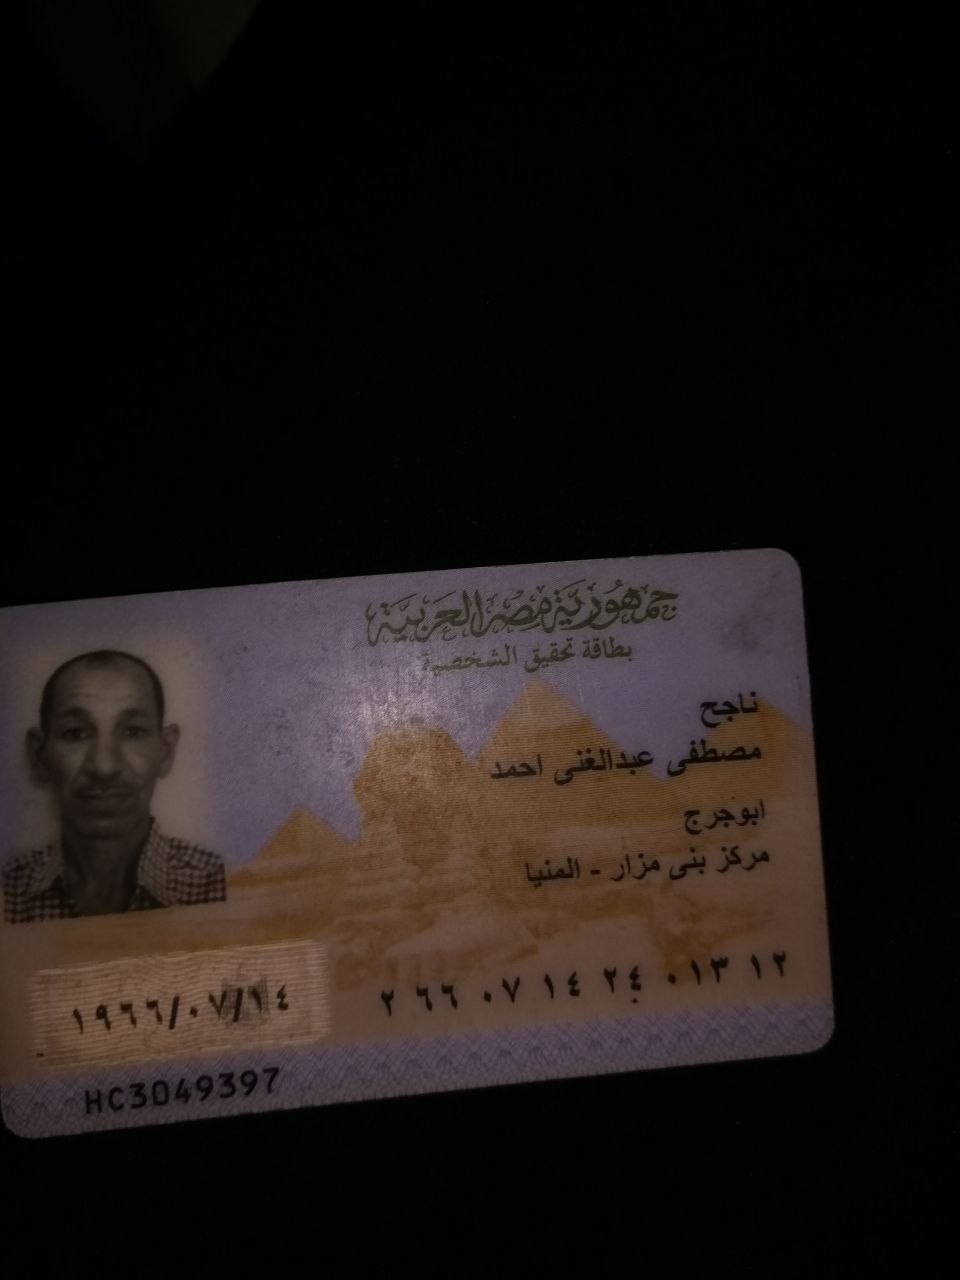 جمهورية مصر العربية
بطاقة تحقيق الشخصية
ناجح
مصطفى عبدالغنى احمد
ابوجرج
مركز بنى مزار - المنيا
٢ ٦٦ ٠٧ ١٤ ٢٤ ٠١٣ ١٢
١٩٦٦/٠٧/١٤
HC3049397